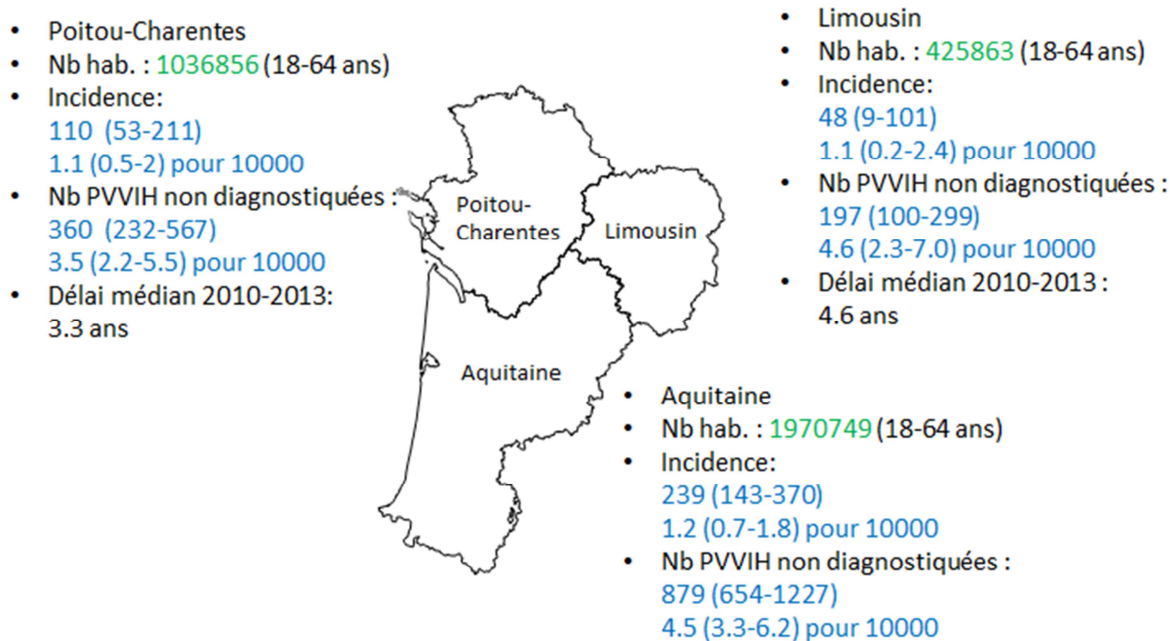 • Poitou-Charentes
• Nb hab. : 1036856 (18-64 ans)
• Incidence:
110 (53-211)
1.1 (0.5-2) pour 10000
• Nb PVVIH non diagnostiquées :
360 (232-567)
3.5 (2.2-5.5) pour 10000
• Délai médian 2010-2013:
3.3 ans
• Limousin
• Nb hab. : 425863 (18-64 ans)
• Incidence:
48 (9-101)
1.1 (0.2-2.4) pour 10000
• Nb PVVIH non diagnostiquées :
197 (100-299)
4.6 (2.3-7.0) pour 10000
• Délai médian 2010-2013 :
4.6 ans
Poitou-
Charentes
Limousin
Aquitaine
• Aquitaine
• Nb hab. : 1970749 (18-64 ans)
• Incidence:
239 (143-370)
1.2 (0.7-1.8) pour 10000
• Nb PVVIH non diagnostiquées :
879 (654-1227)
4.5 (3.3-6.2) pour 10000